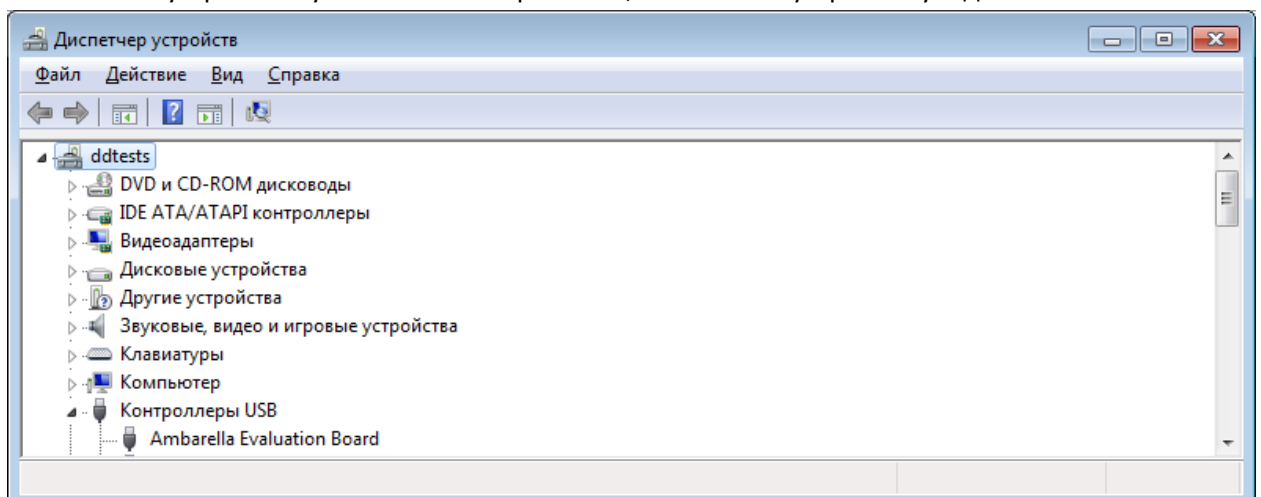 Диспетчер устройств
Файл Действие Вид Справка
ddtests
DVD и CD-ROM дисководы
IDE ATA/ATAPI контроллеры
Видеоадаптеры
Дисковые устройства
Другие устройства
Звуковые, видео и игровые устройства
Клавиатуры
Компьютер
Контроллеры USB
Ambarella Evaluation Board